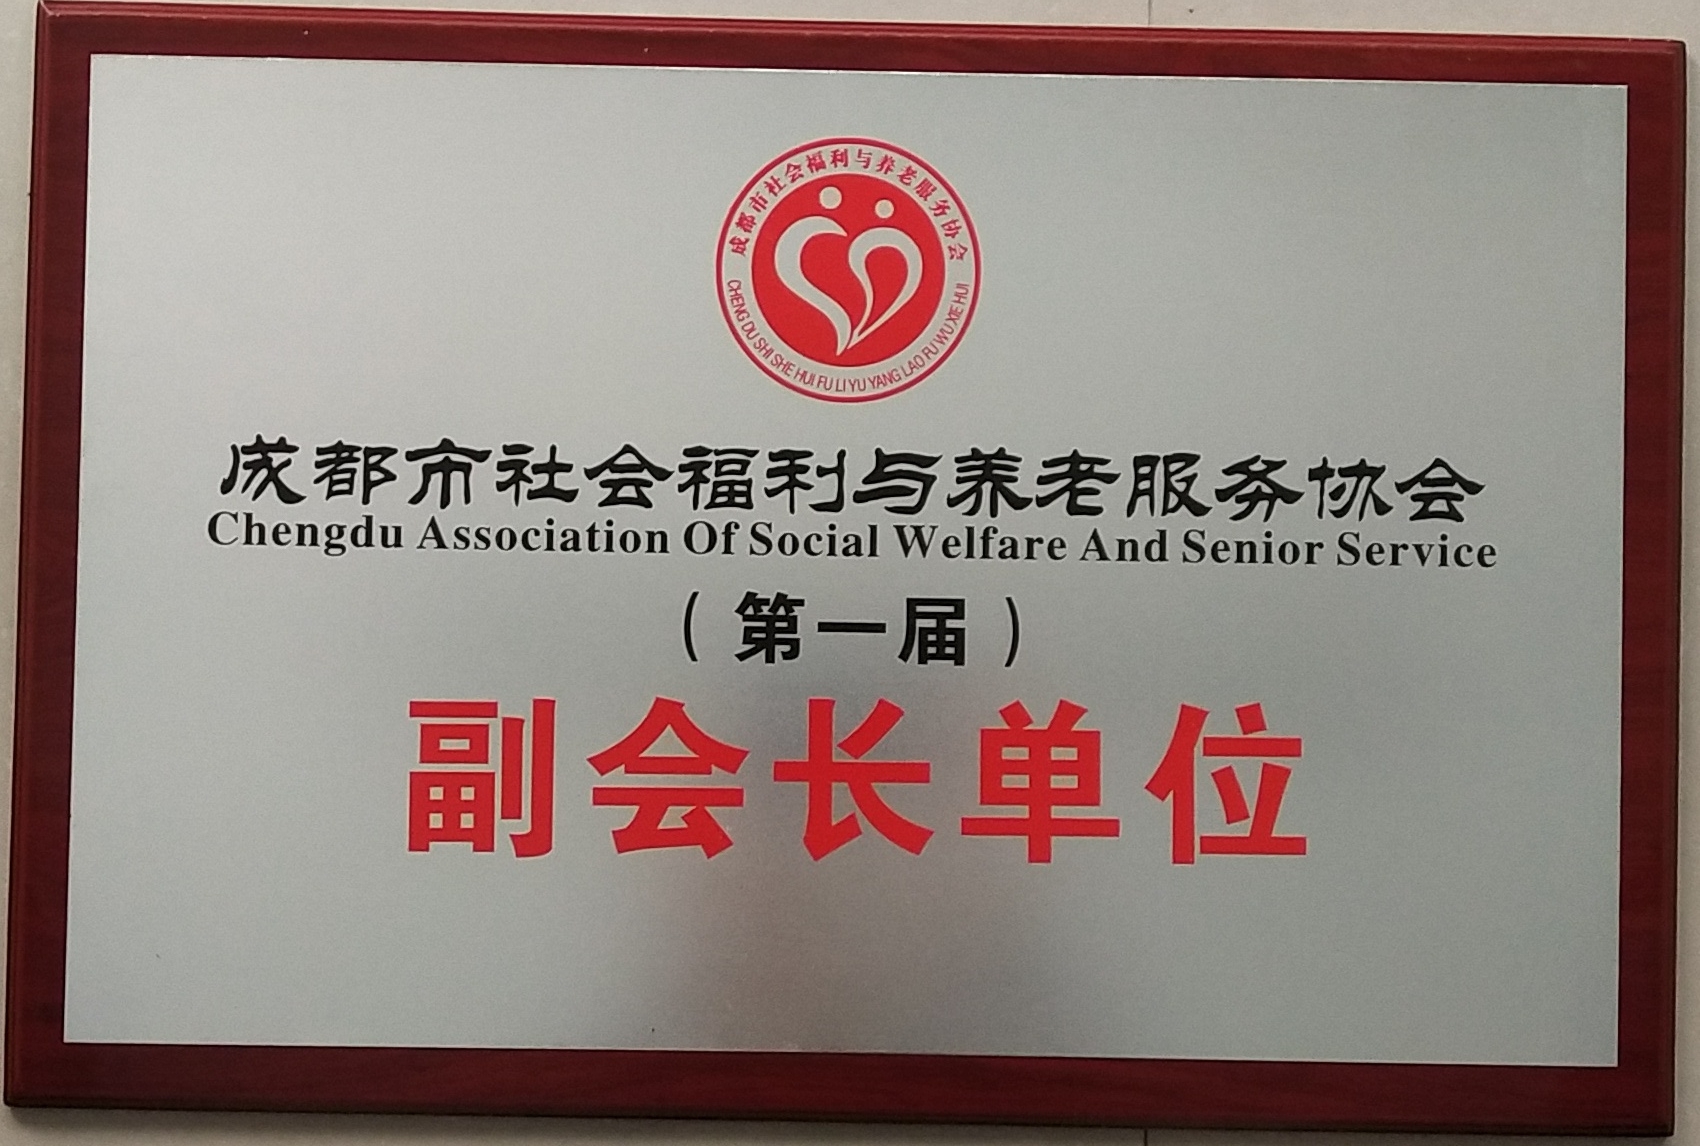 成都市社会福利与养老服务协会
CHENG DU SHI SHE HUI FU LI YU YANG LAO FU WU XIE HUI
成都市社会福利与养老服务协会
Chengdu Association Of Social Welfare And Senior Service
（第一届）
副会长单位